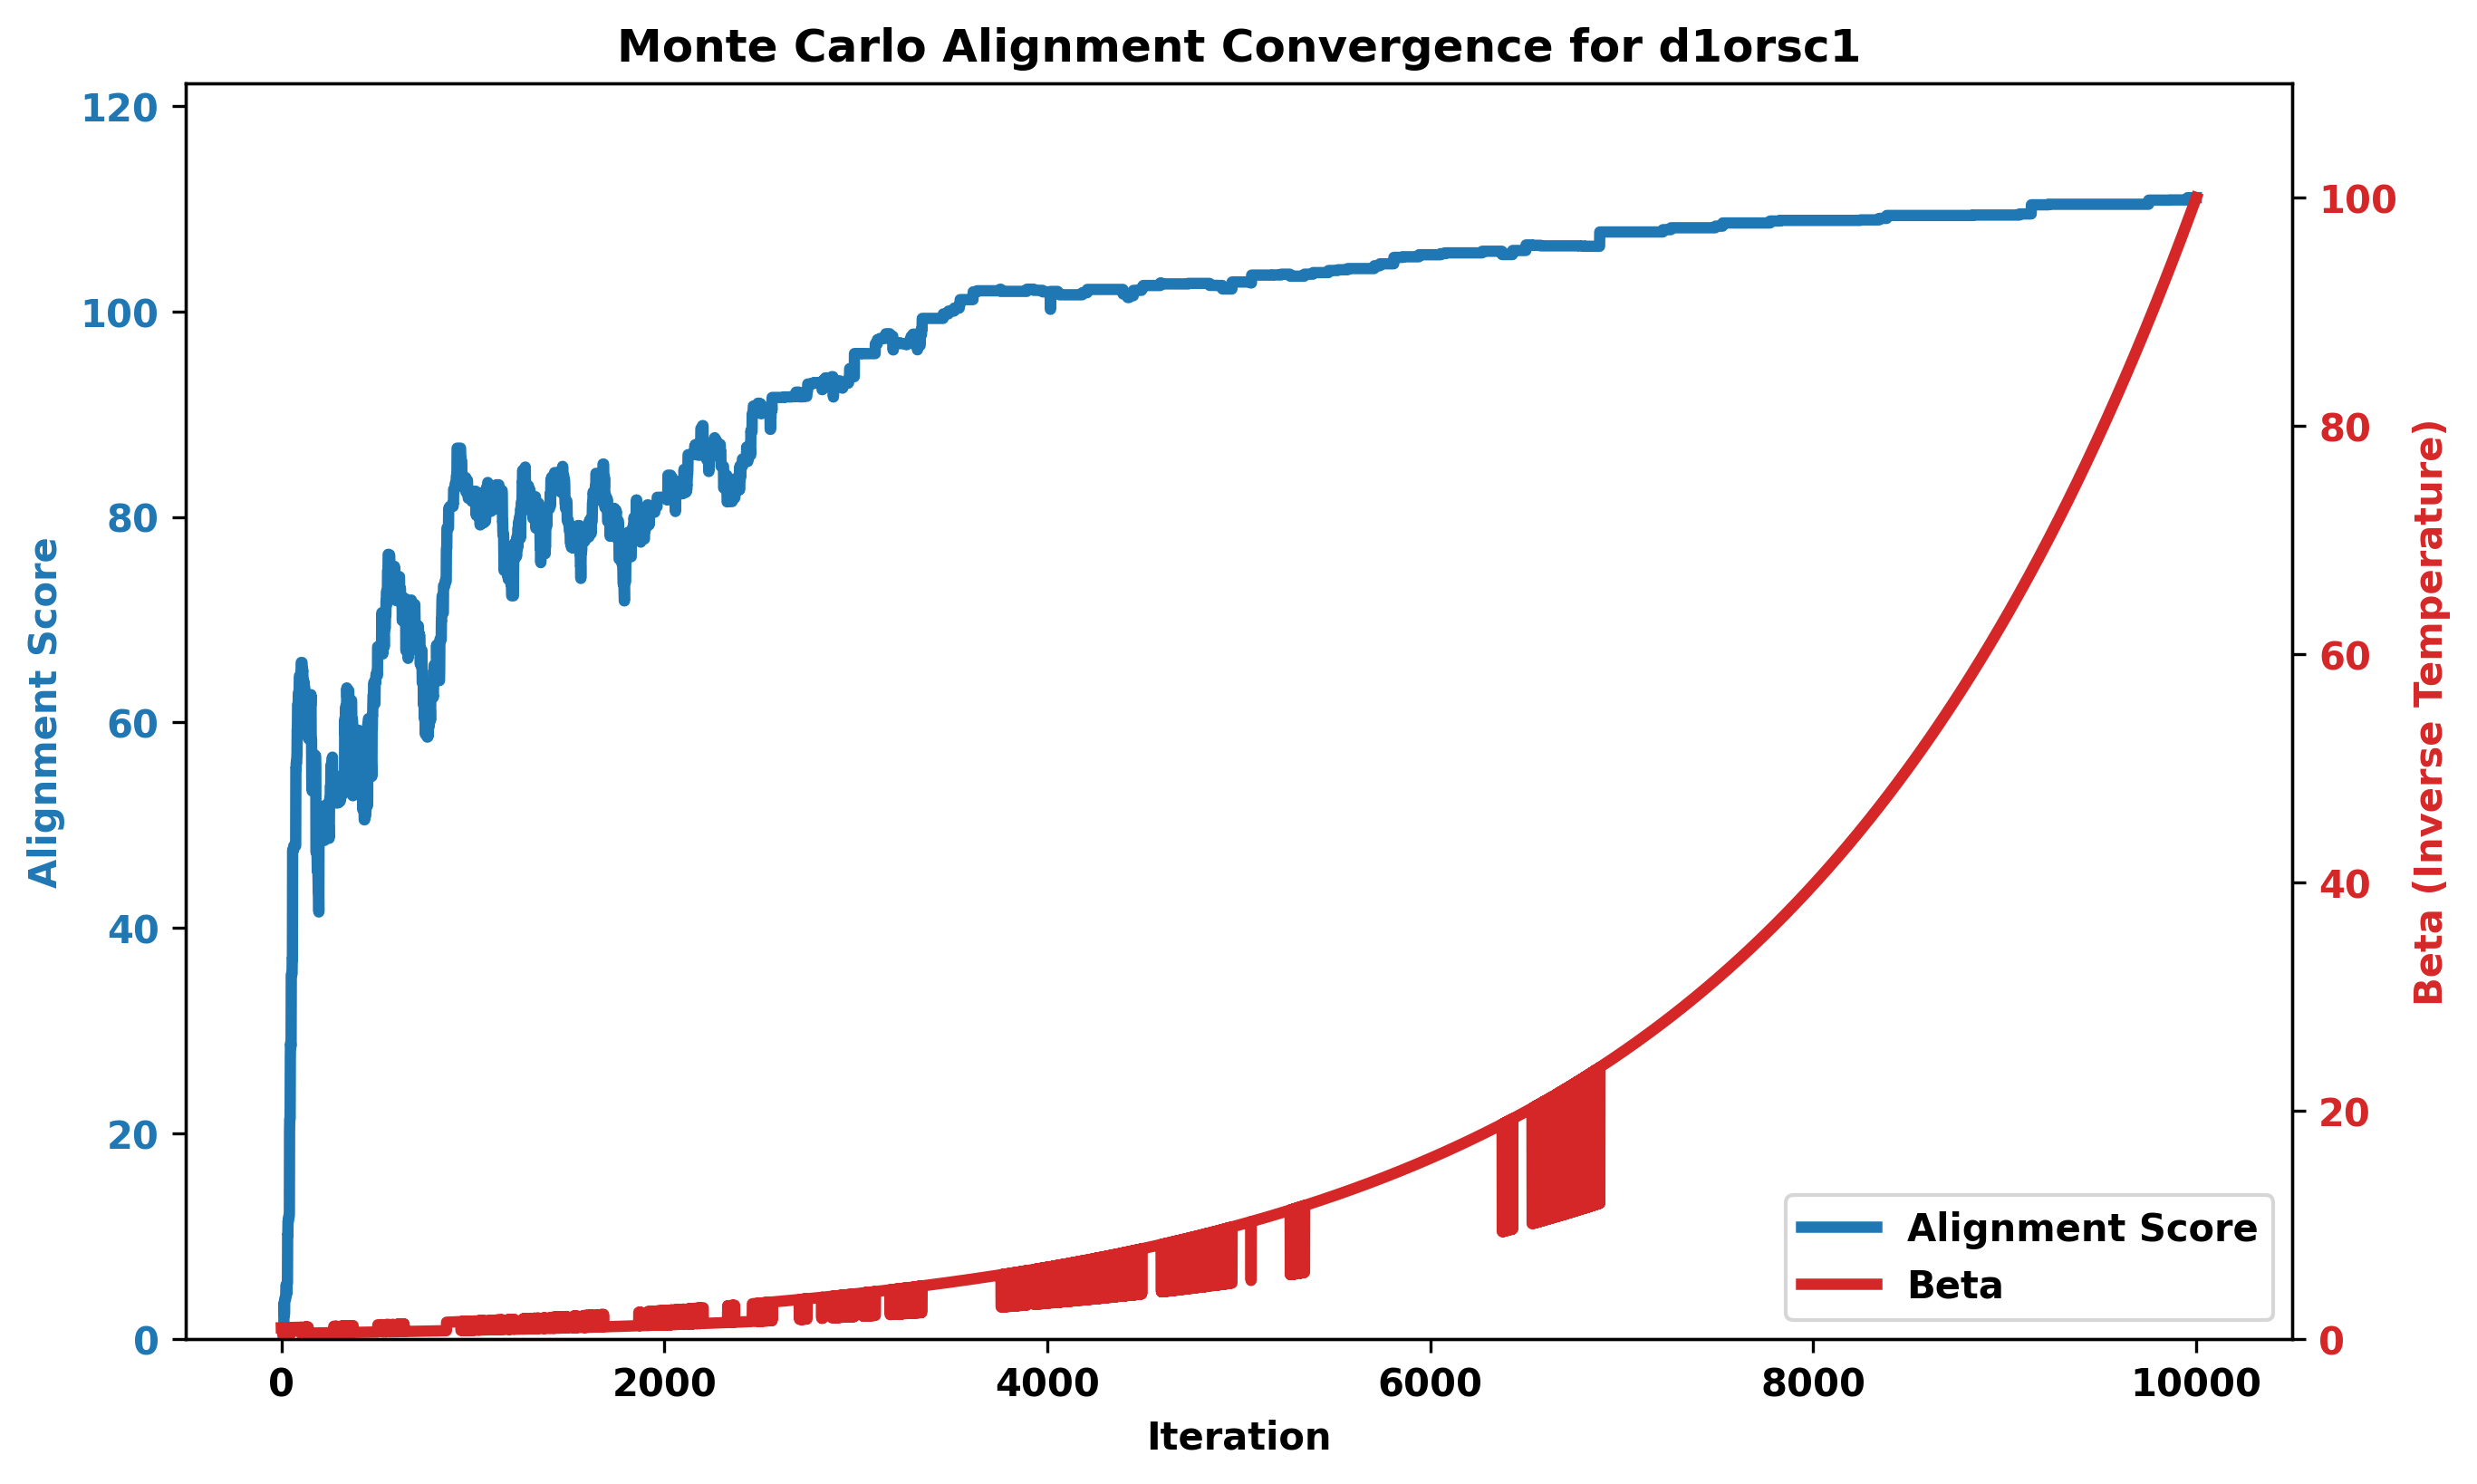 Monte Carlo Alignment Convergence for d1orsc1
120
100
80
60
40
20
0
Alignment Score
100
80
60
40
20
0
Beta (Inverse Temperature)
Alignment Score
Beta
0 2000 4000 6000 8000 10000
Iteration